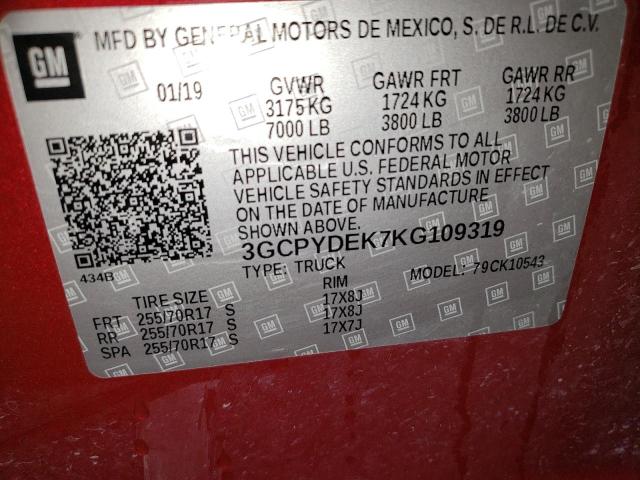 GM MFD BY GENERAL MOTORS DE MEXICO, S. DE R.L. DE C.V.
01/19 GVWR GAWR FRT GAWR RR
3175 KG 1724 KG 1724 KG
7000 LB 3800 LB 3800 LB
THIS VEHICLE CONFORMS TO ALL
APPLICABLE U.S. FEDERAL MOTOR
VEHICLE SAFETY STANDARDS IN EFFECT
ON THE DATE OF MANUFACTURE
SHOWN ABOVE.
3GCPYDEK7KG109319
434B TYPE: TRUCK MODEL: 79CK10543
TIRE SIZE RIM
FRT 255/70R17 S 17X8J
RR 255/70R17 S 17X8J
SPA 255/70R17 S 17X7J